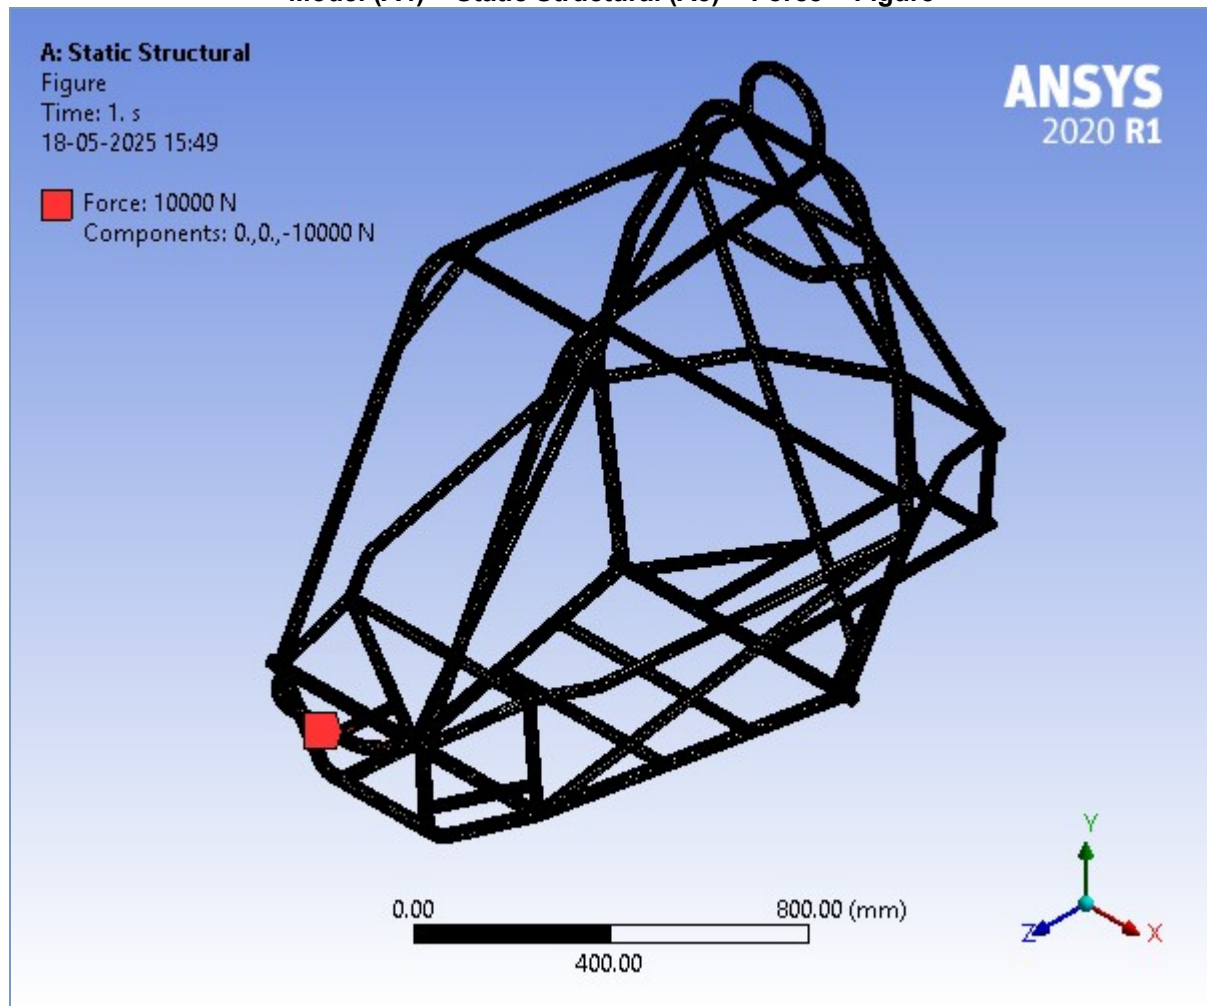 A: Static Structural
Figure
Time: 1. s
18-05-2025 15:49
Force: 10000 N
Components: 0.,0.,-10000 N
ANSYS
2020 R1
0.00
800.00 (mm)
400.00
Y
Z
X